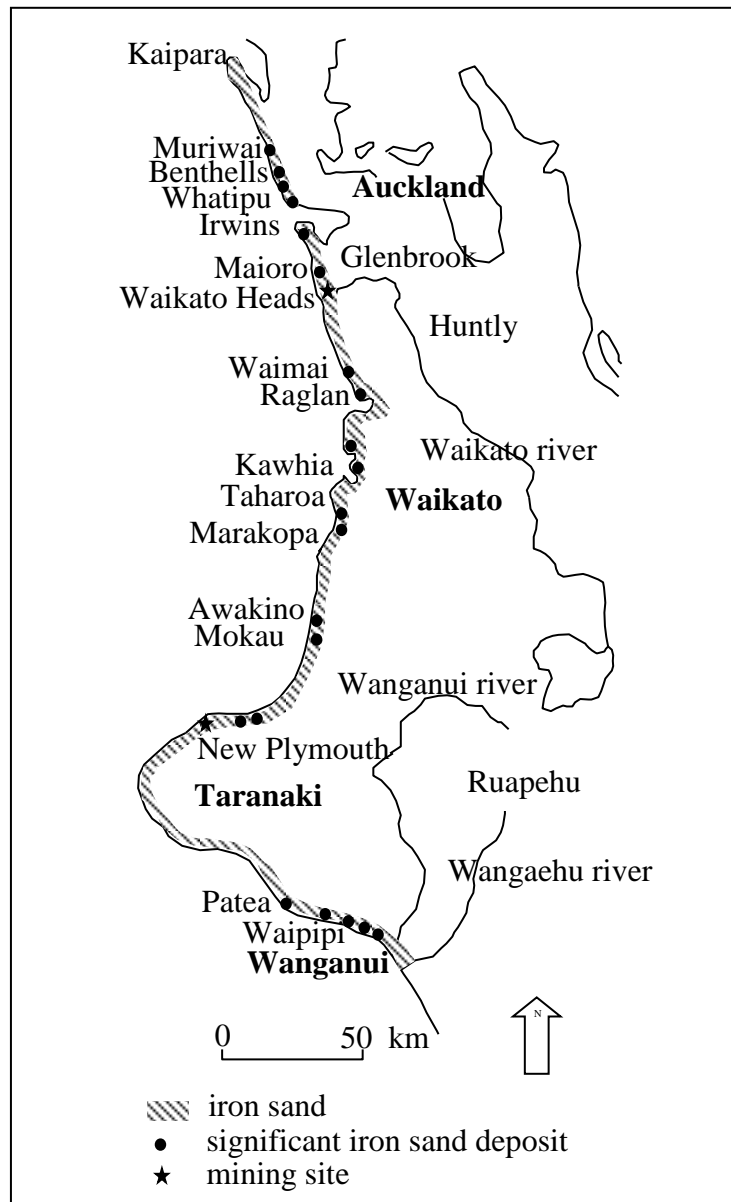 Kaipara
Muriwai
Benthells
Whatipu
Auckland
Irwins
Glenbrook
Maioro
Waikato Heads
Huntly
Waimai
Raglan
Waikato river
Kawhia
Taharoa
Waikato
Marakopa
Awakino
Mokau
Wanganui river
New Plymouth
Ruapehu
Taranaki
Wangaehu river
Patea
Waipipi
Wanganui
N
0 50 km
iron sand
significant iron sand deposit
mining site